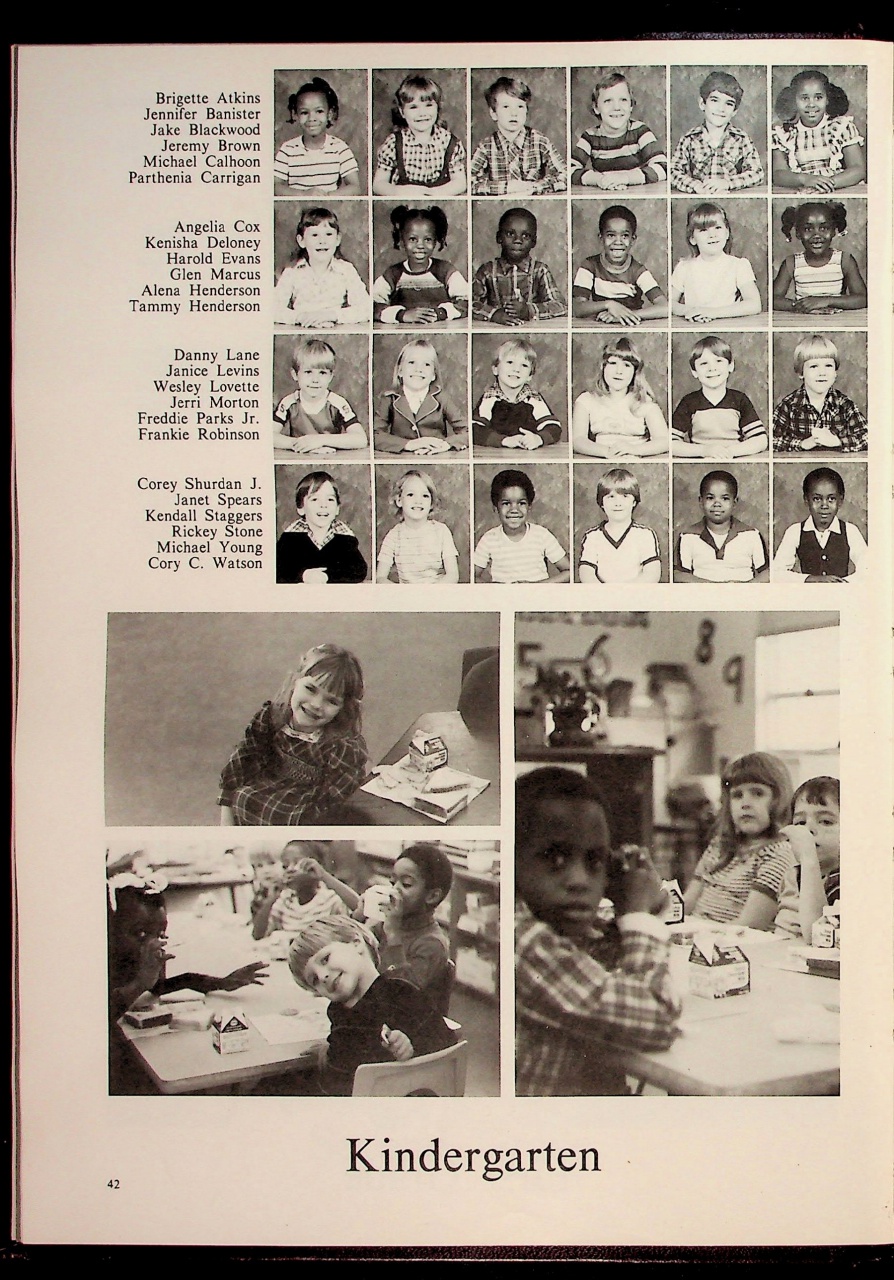 Brigette Atkins
Jennifer Banister
Jake Blackwood
Jeremy Brown
Michael Calhoon
Parthenia Carrigan
Angelia Cox
Kenisha Deloney
Harold Evans
Glen Marcus
Alena Henderson
Tammy Henderson
Danny Lane
Janice Levins
Wesley Lovette
Jerri Morton
Freddie Parks Jr.
Frankie Robinson
Corey Shurdan J.
Janet Spears
Kendall Staggers
Rickey Stone
Michael Young
Cory C. Watson
5 6 8 9
Kindergarten
42